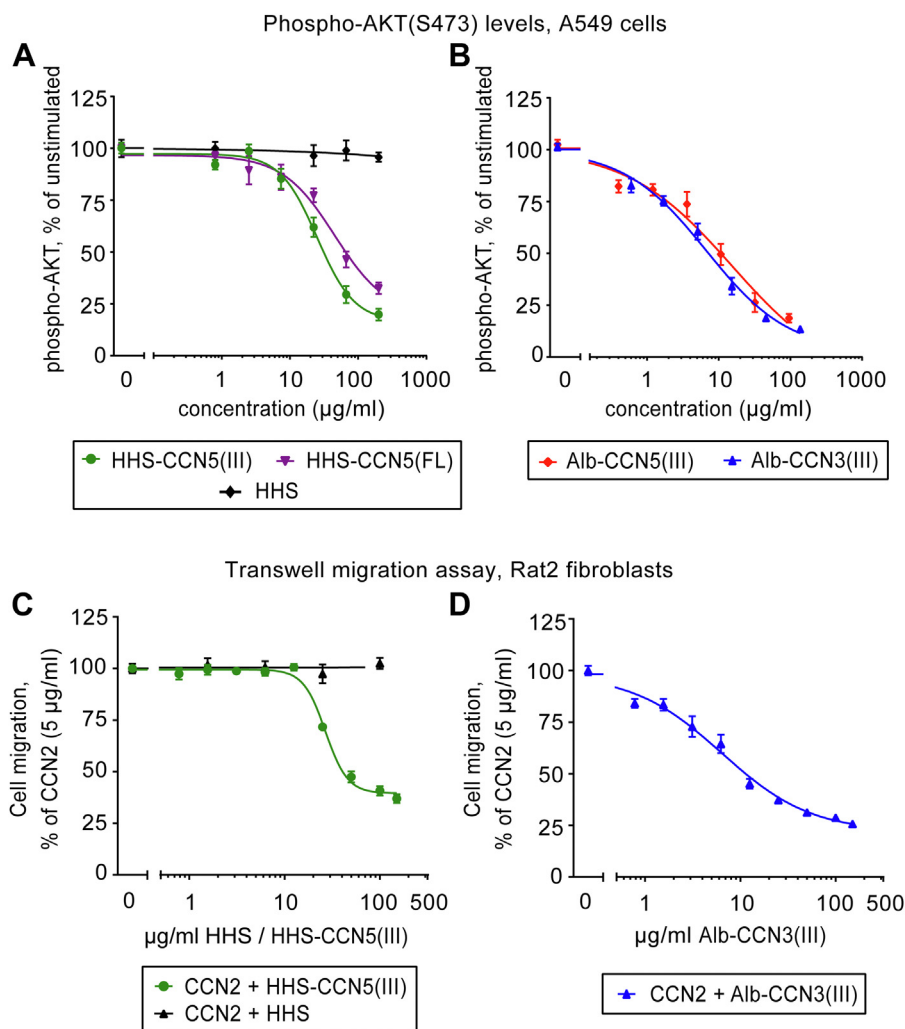 Phospho-AKT(S473) levels, A549 cells
A
phospho-AKT, % of unstimulated
125
100
75
50
25
0
0 1 10 100 1000
concentration (µg/ml)
HHS-CCN5(III) HHS-CCN5(FL)
HHS
B
phospho-AKT, % of unstimulated
125
100
75
50
25
0
0 1 10 100 1000
concentration (µg/ml)
Alb-CCN5(III) Alb-CCN3(III)
Transwell migration assay, Rat2 fibroblasts
C
Cell migration,
% of CCN2 (5 µg/ml)
125
100
75
50
25
0
0 1 10 100 500
µg/ml HHS / HHS-CCN5(III)
CCN2 + HHS-CCN5(III)
CCN2 + HHS
D
Cell migration,
% of CCN2 (5 µg/ml)
125
100
75
50
25
0
0 1 10 100 500
µg/ml Alb-CCN3(III)
CCN2 + Alb-CCN3(III)